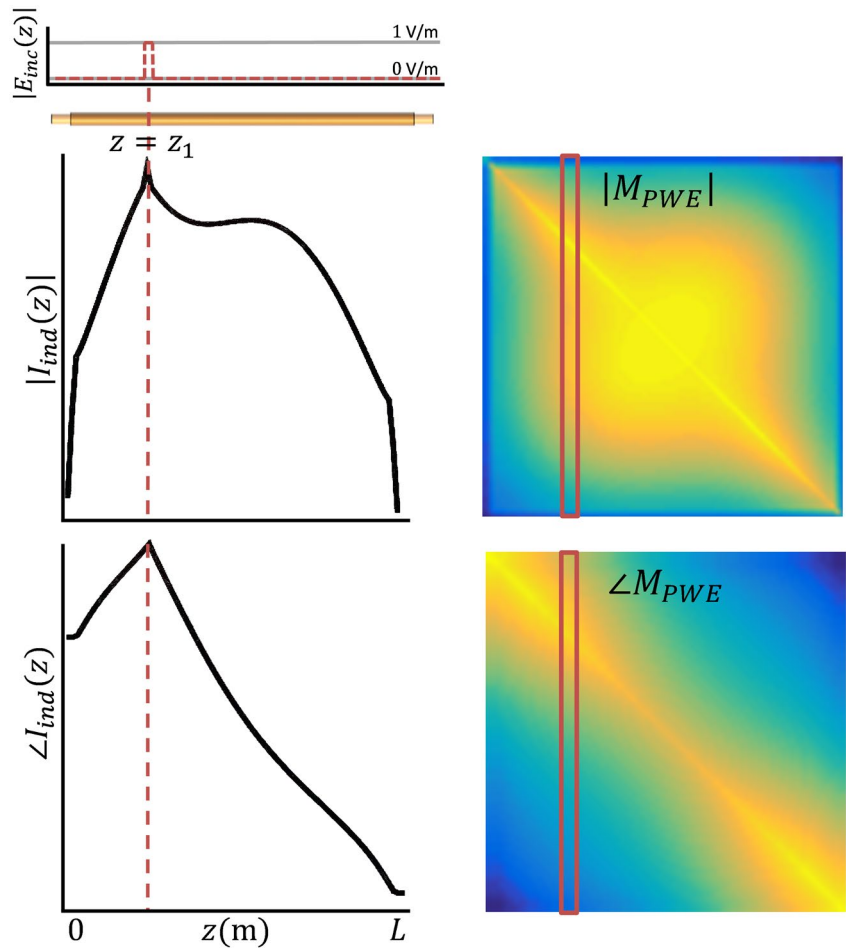 |E_inc(z)|
1 V/m
0 V/m
z = z_1
|I_ind(z)|
|M_PWE|
∠I_ind(z)
∠M_PWE
0 z(m) L